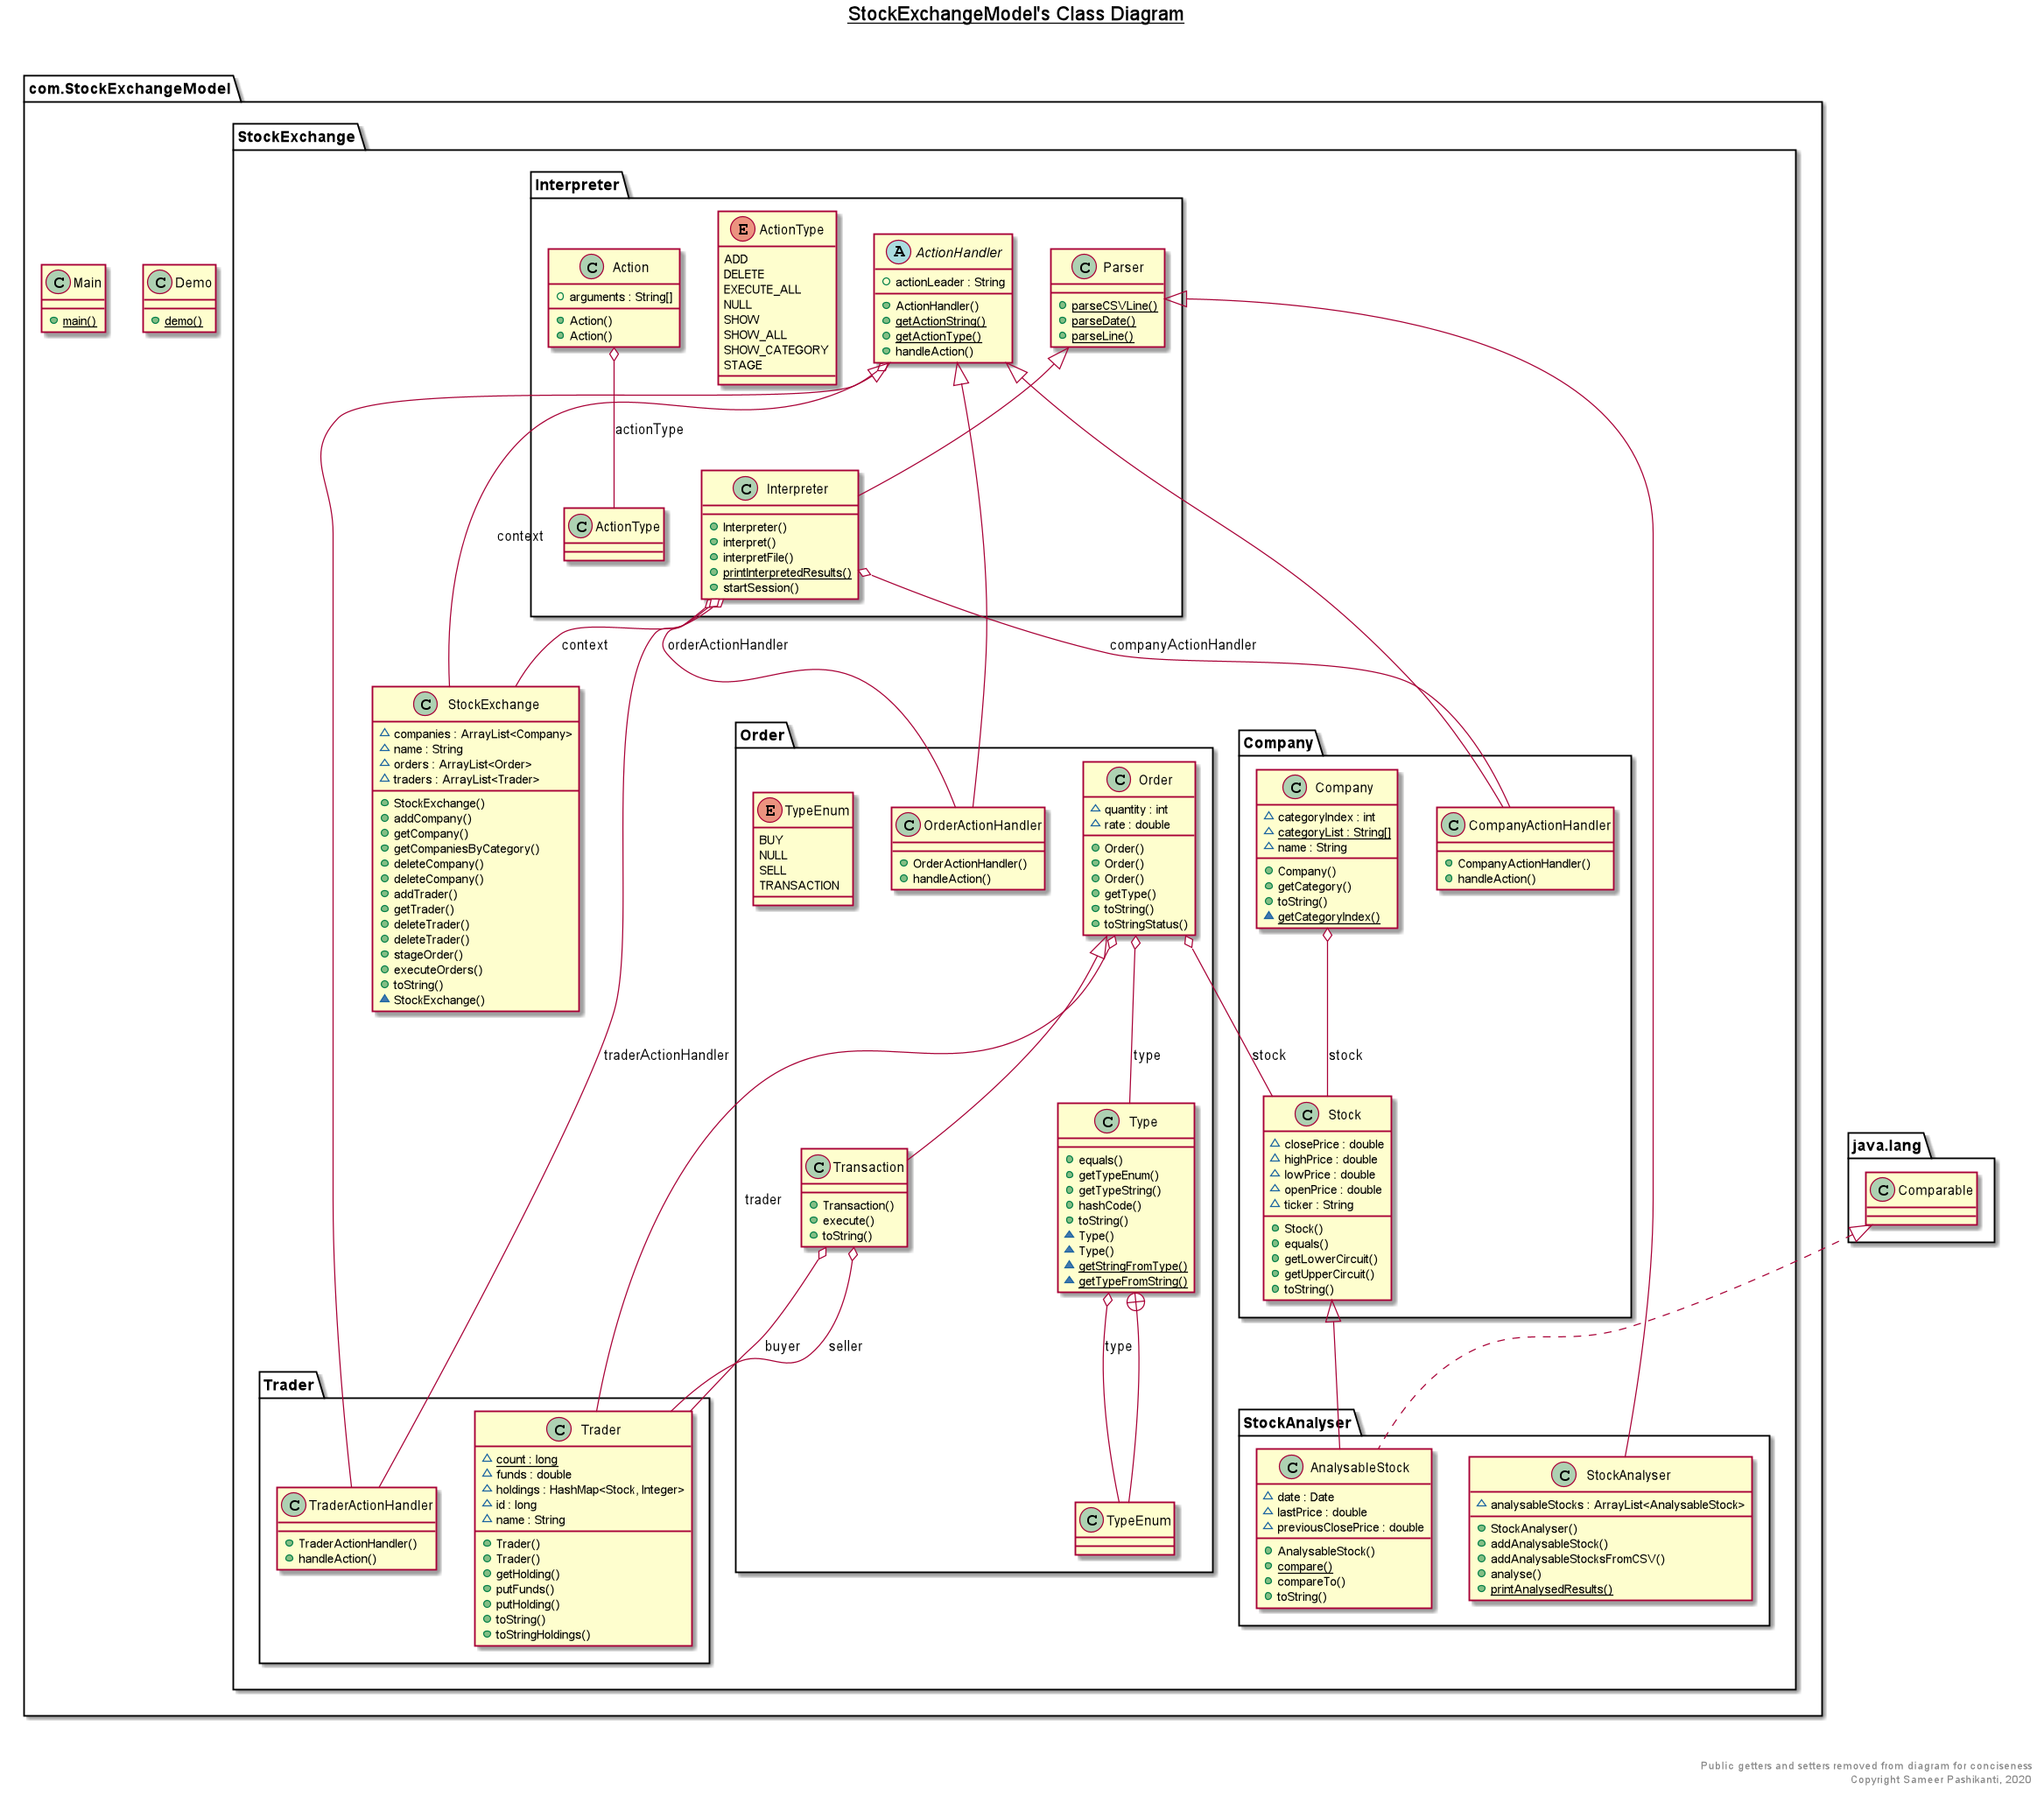 StockExchangeModel's Class Diagram
com.StockExchangeModel
StockExchange
Interpreter
C Main
main()
C Demo
demo()
C Action
arguments : String[]
Action()
Action()
E ActionType
ADD
DELETE
EXECUTE_ALL
NULL
SHOW
SHOW_ALL
SHOW_CATEGORY
STAGE
A ActionHandler
actionLeader : String
ActionHandler()
getActionString()
getActionType()
handleAction()
C Parser
parseCSVLine()
parseDate()
parseLine()
actionType
C Interpreter
Interpreter()
interpret()
interpretFile()
printInterpretedResults()
startSession()
C ActionType
context
context
orderActionHandler
companyActionHandler
C StockExchange
companies : ArrayList<Company>
name : String
orders : ArrayList<Order>
traders : ArrayList<Trader>
StockExchange()
addCompany()
getCompany()
getCompaniesByCategory()
deleteCompany()
deleteCompany()
addTrader()
getTrader()
deleteTrader()
deleteTrader()
stageOrder()
executeOrders()
toString()
StockExchange()
Order
E TypeEnum
BUY
NULL
SELL
TRANSACTION
C OrderActionHandler
OrderActionHandler()
handleAction()
C Order
quantity : int
rate : double
Order()
Order()
Order()
getType()
toString()
toStringStatus()
Company
C Company
categoryIndex : int
categoryList : String[]
name : String
Company()
getCategory()
toString()
getCategoryIndex()
C CompanyActionHandler
CompanyActionHandler()
handleAction()
traderActionHandler
type
stock
stock
C Transaction
Transaction()
execute()
toString()
C Type
equals()
getTypeEnum()
getTypeString()
hashCode()
toString()
Type()
Type()
getStringFromType()
getTypeFromString()
C Stock
closePrice : double
highPrice : double
lowPrice : double
openPrice : double
ticker : String
Stock()
equals()
getLowerCircuit()
getUpperCircuit()
toString()
java.lang
C Comparable
trader
buyer
seller
type
Trader
C TraderActionHandler
TraderActionHandler()
handleAction()
C Trader
count : long
funds : double
holdings : HashMap<Stock, Integer>
id : long
name : String
Trader()
Trader()
getHolding()
putFunds()
putHolding()
toString()
toStringHoldings()
C TypeEnum
StockAnalyser
C AnalysableStock
date : Date
lastPrice : double
previousClosePrice : double
AnalysableStock()
compare()
compareTo()
toString()
C StockAnalyser
analysableStocks : ArrayList<AnalysableStock>
StockAnalyser()
addAnalysableStock()
addAnalysableStocksFromCSV()
analyse()
printAnalysedResults()
Public getters and setters removed from diagram for conciseness
Copyright Sameer Pashikanti, 2020